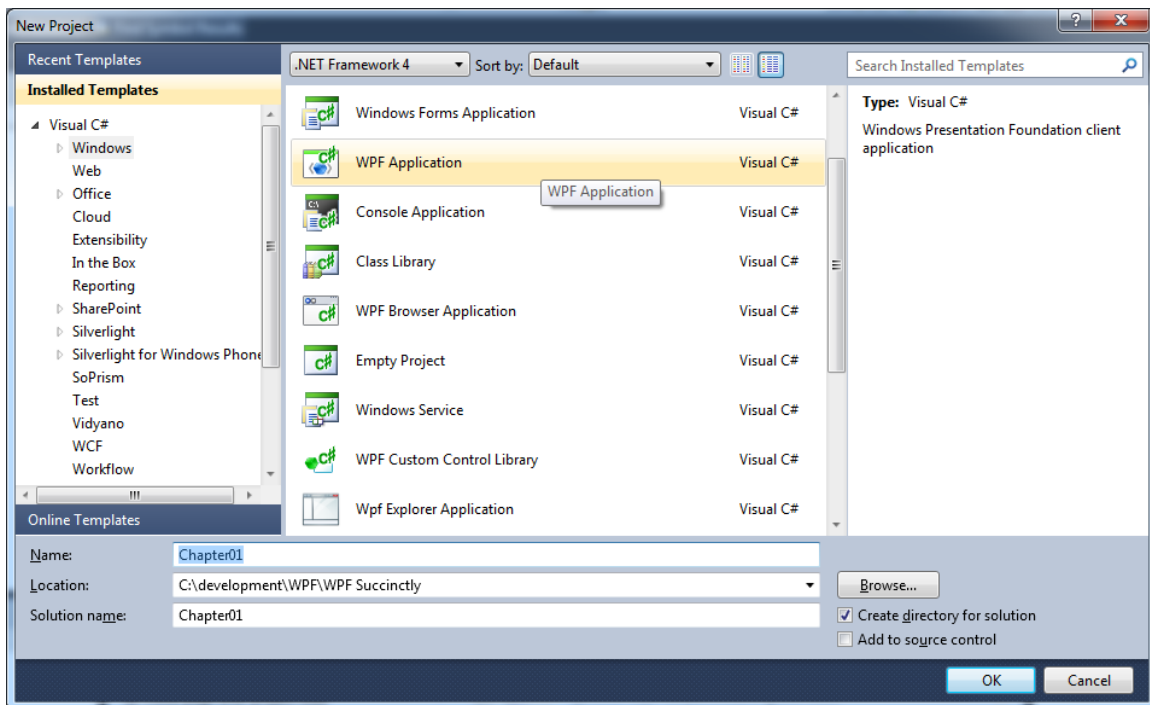 New Project
Recent Templates
Installed Templates
Visual C#
Windows
Web
Office
Cloud
Extensibility
In the Box
Reporting
SharePoint
Silverlight
Silverlight for Windows Phone
SoPrism
Test
Vidyano
WCF
Workflow
Online Templates
.NET Framework 4 Sort by: Default
Windows Forms Application Visual C#
WPF Application Visual C#
WPF Application
Console Application Visual C#
Class Library Visual C#
WPF Browser Application Visual C#
Empty Project Visual C#
Windows Service Visual C#
WPF Custom Control Library Visual C#
Wpf Explorer Application Visual C#
Search Installed Templates
Type: Visual C#
Windows Presentation Foundation client
application
Name: Chapter01
Location: C:\development\WPF\WPF Succinctly Browse...
Solution name: Chapter01
Create directory for solution
Add to source control
OK Cancel